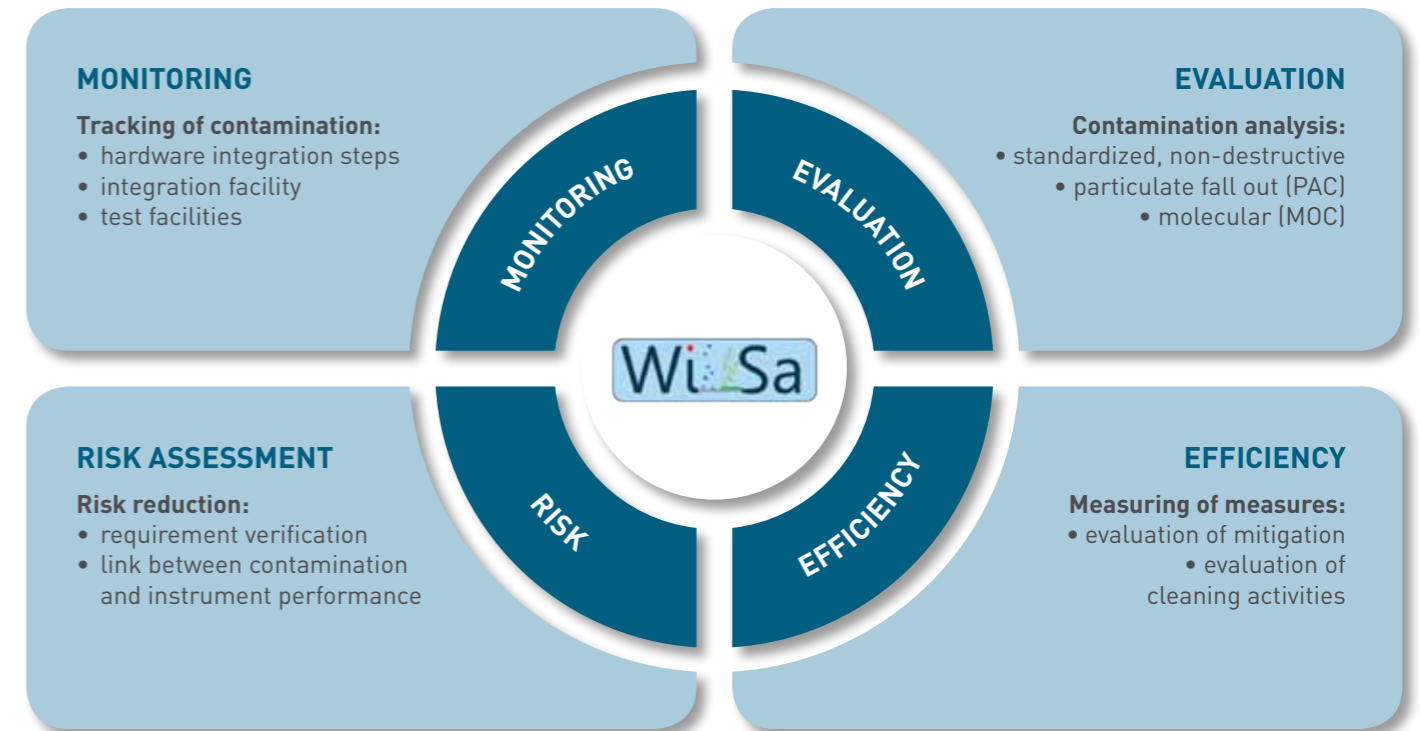 MONITORING
Tracking of contamination:
• hardware integration steps
• integration facility
• test facilities
EVALUATION
Contamination analysis:
• standardized, non-destructive
• particulate fall out (PAC)
• molecular (MOC)
MONITORING
EVALUATION
WiSa
RISK
EFFICIENCY
RISK ASSESSMENT
Risk reduction:
• requirement verification
• link between contamination
and instrument performance
EFFICIENCY
Measuring of measures:
• evaluation of mitigation
• evaluation of
cleaning activities